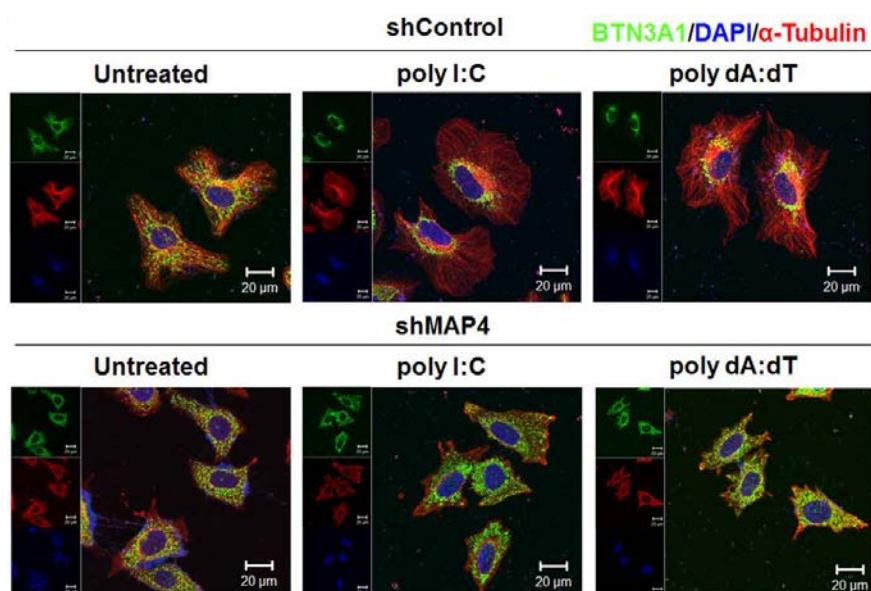 shControl
BTN3A1/DAPI/α-Tubulin
Untreated
poly I:C
poly dA:dT
20 µm
20 µm
20 µm
shMAP4
Untreated
poly I:C
poly dA:dT
20 µm
20 µm
20 µm